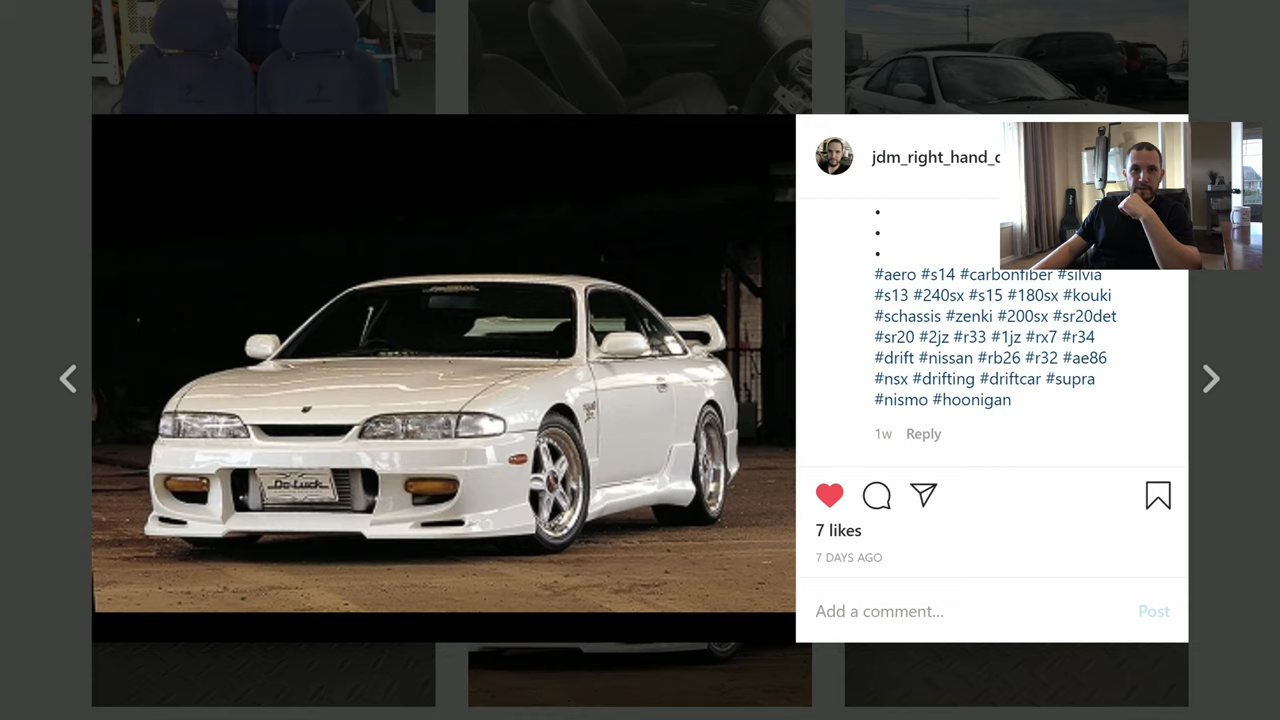 jdm_right_hand_d
#aero #s14 #carbonfiber #silvia
#s13 #240sx #s15 #180sx #kouki
#schassis #zenki #200sx #sr20det
#sr20 #2jz #r33 #1jz #rx7 #r34
#drift #nissan #rb26 #r32 #ae86
#nsx #drifting #driftcar #supra
#nismo #hoonigan
1w Reply
7 likes
7 DAYS AGO
Add a comment... Post
De-Luck